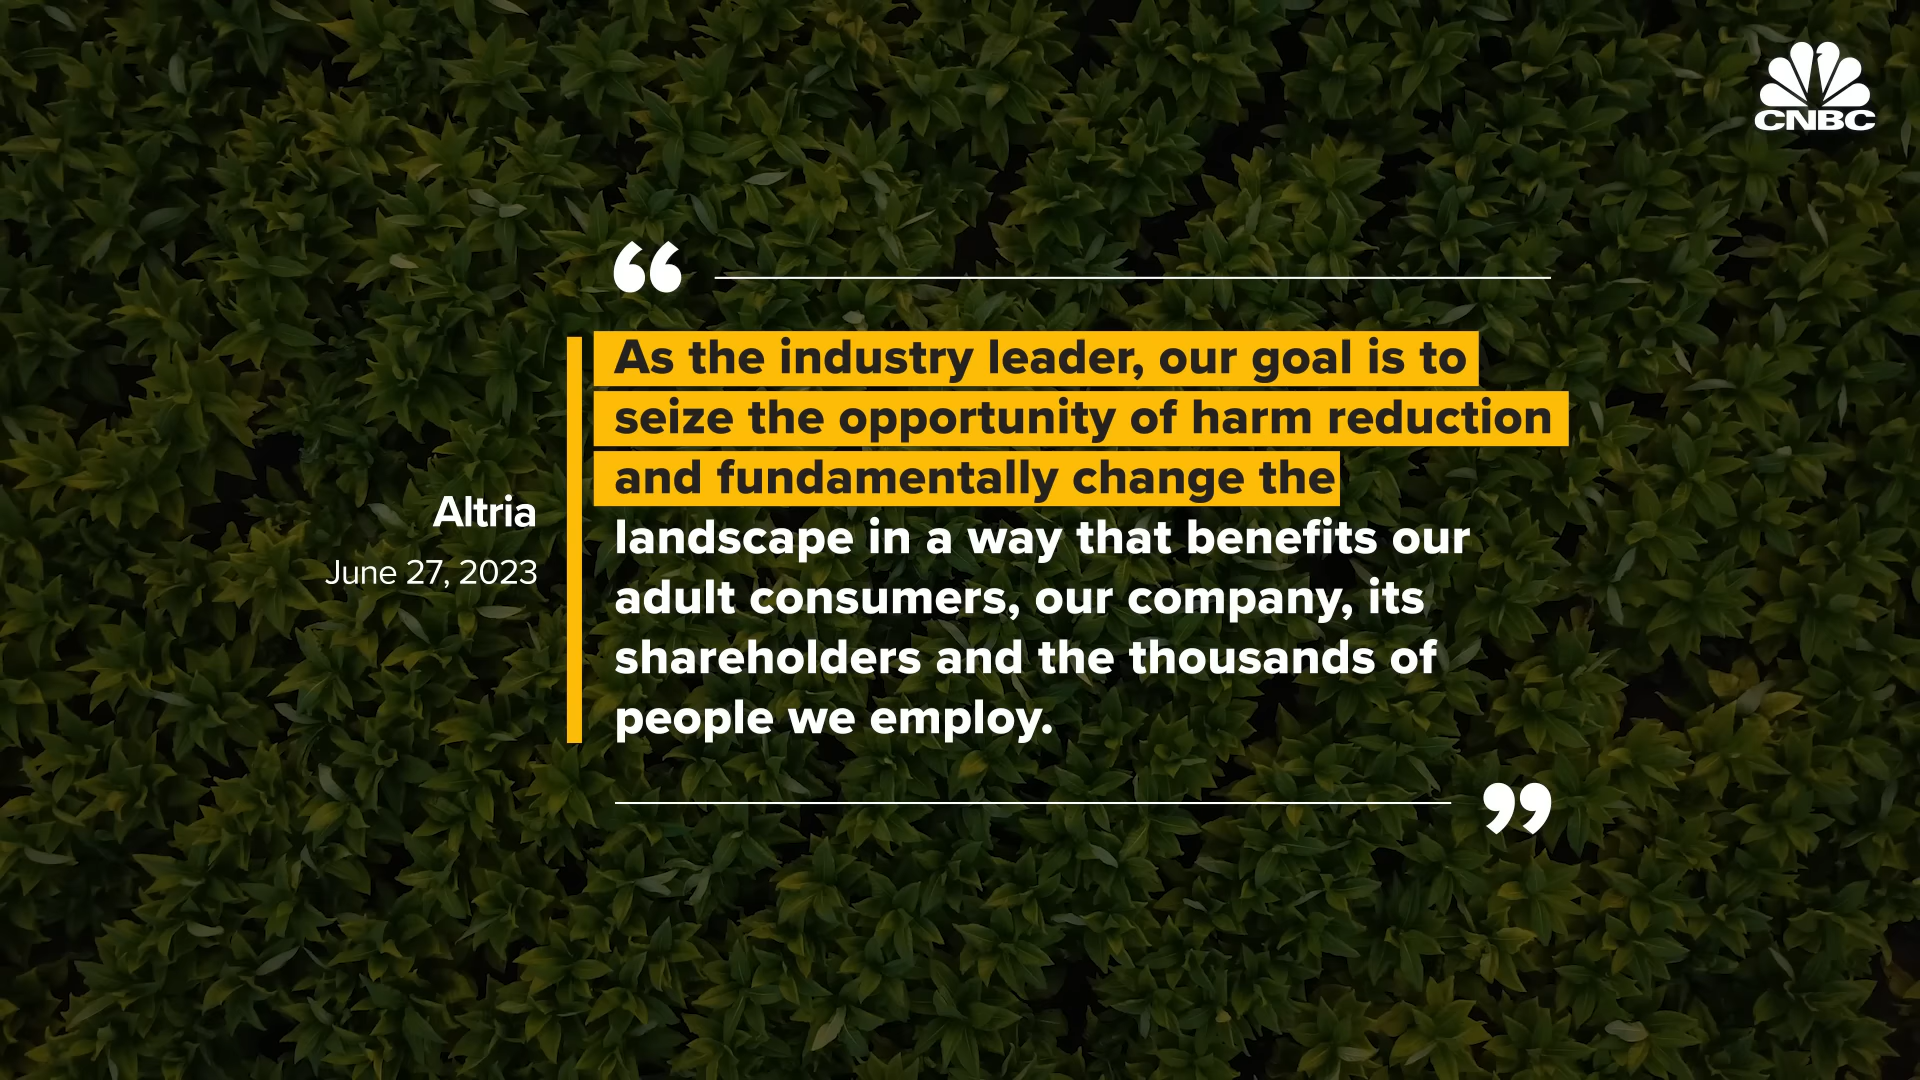 CNBC
“
As the industry leader, our goal is to
seize the opportunity of harm reduction
and fundamentally change the
landscape in a way that benefits our
adult consumers, our company, its
shareholders and the thousands of
people we employ.
”
Altria
June 27, 2023